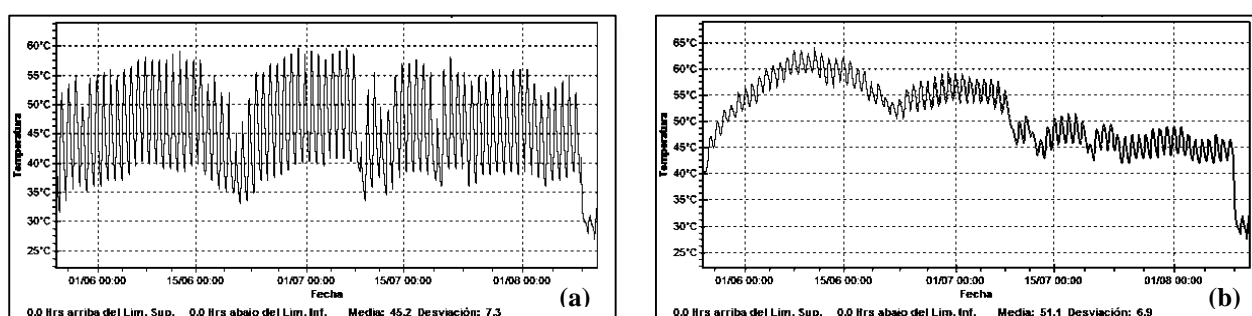 60°C
55°C
50°C
45°C
40°C
35°C
30°C
25°C
Temperatura
01/06 00:00 15/06 00:00 01/07 00:00 15/07 00:00 01/08 00:00
Fecha
(a)
0.0 Hrs arriba del Lim. Sup. 0.0 Hrs abajo del Lim. Inf. Media: 45.2 Desviación: 7.3
65°C
60°C
55°C
50°C
45°C
40°C
35°C
30°C
25°C
Temperatura
01/06 00:00 15/06 00:00 01/07 00:00 15/07 00:00 01/08 00:00
Fecha
(b)
0.0 Hrs arriba del Lim. Sup. 0.0 Hrs abajo del Lim. Inf. Media: 51.1 Desviación: 6.9